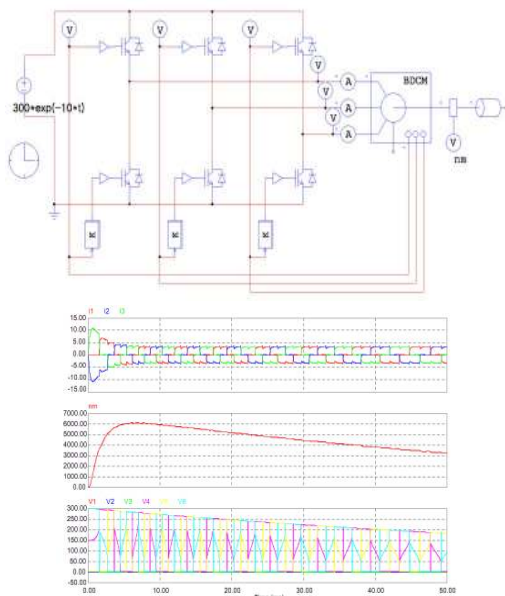 V V V
300*exp(-10*t)
V
V
V
A
A
A
BDCM
V
nm
K K K
I1 I2 I3
15.00
10.00
5.00
0.00
-5.00
-10.00
-15.00
nm
7000.00
6000.00
5000.00
4000.00
3000.00
2000.00
1000.00
0.00
V1 V2 V3 V4 V6
300.00
250.00
200.00
150.00
100.00
50.00
0.00
-50.00
0.00 10.00 20.00 30.00 40.00 50.00